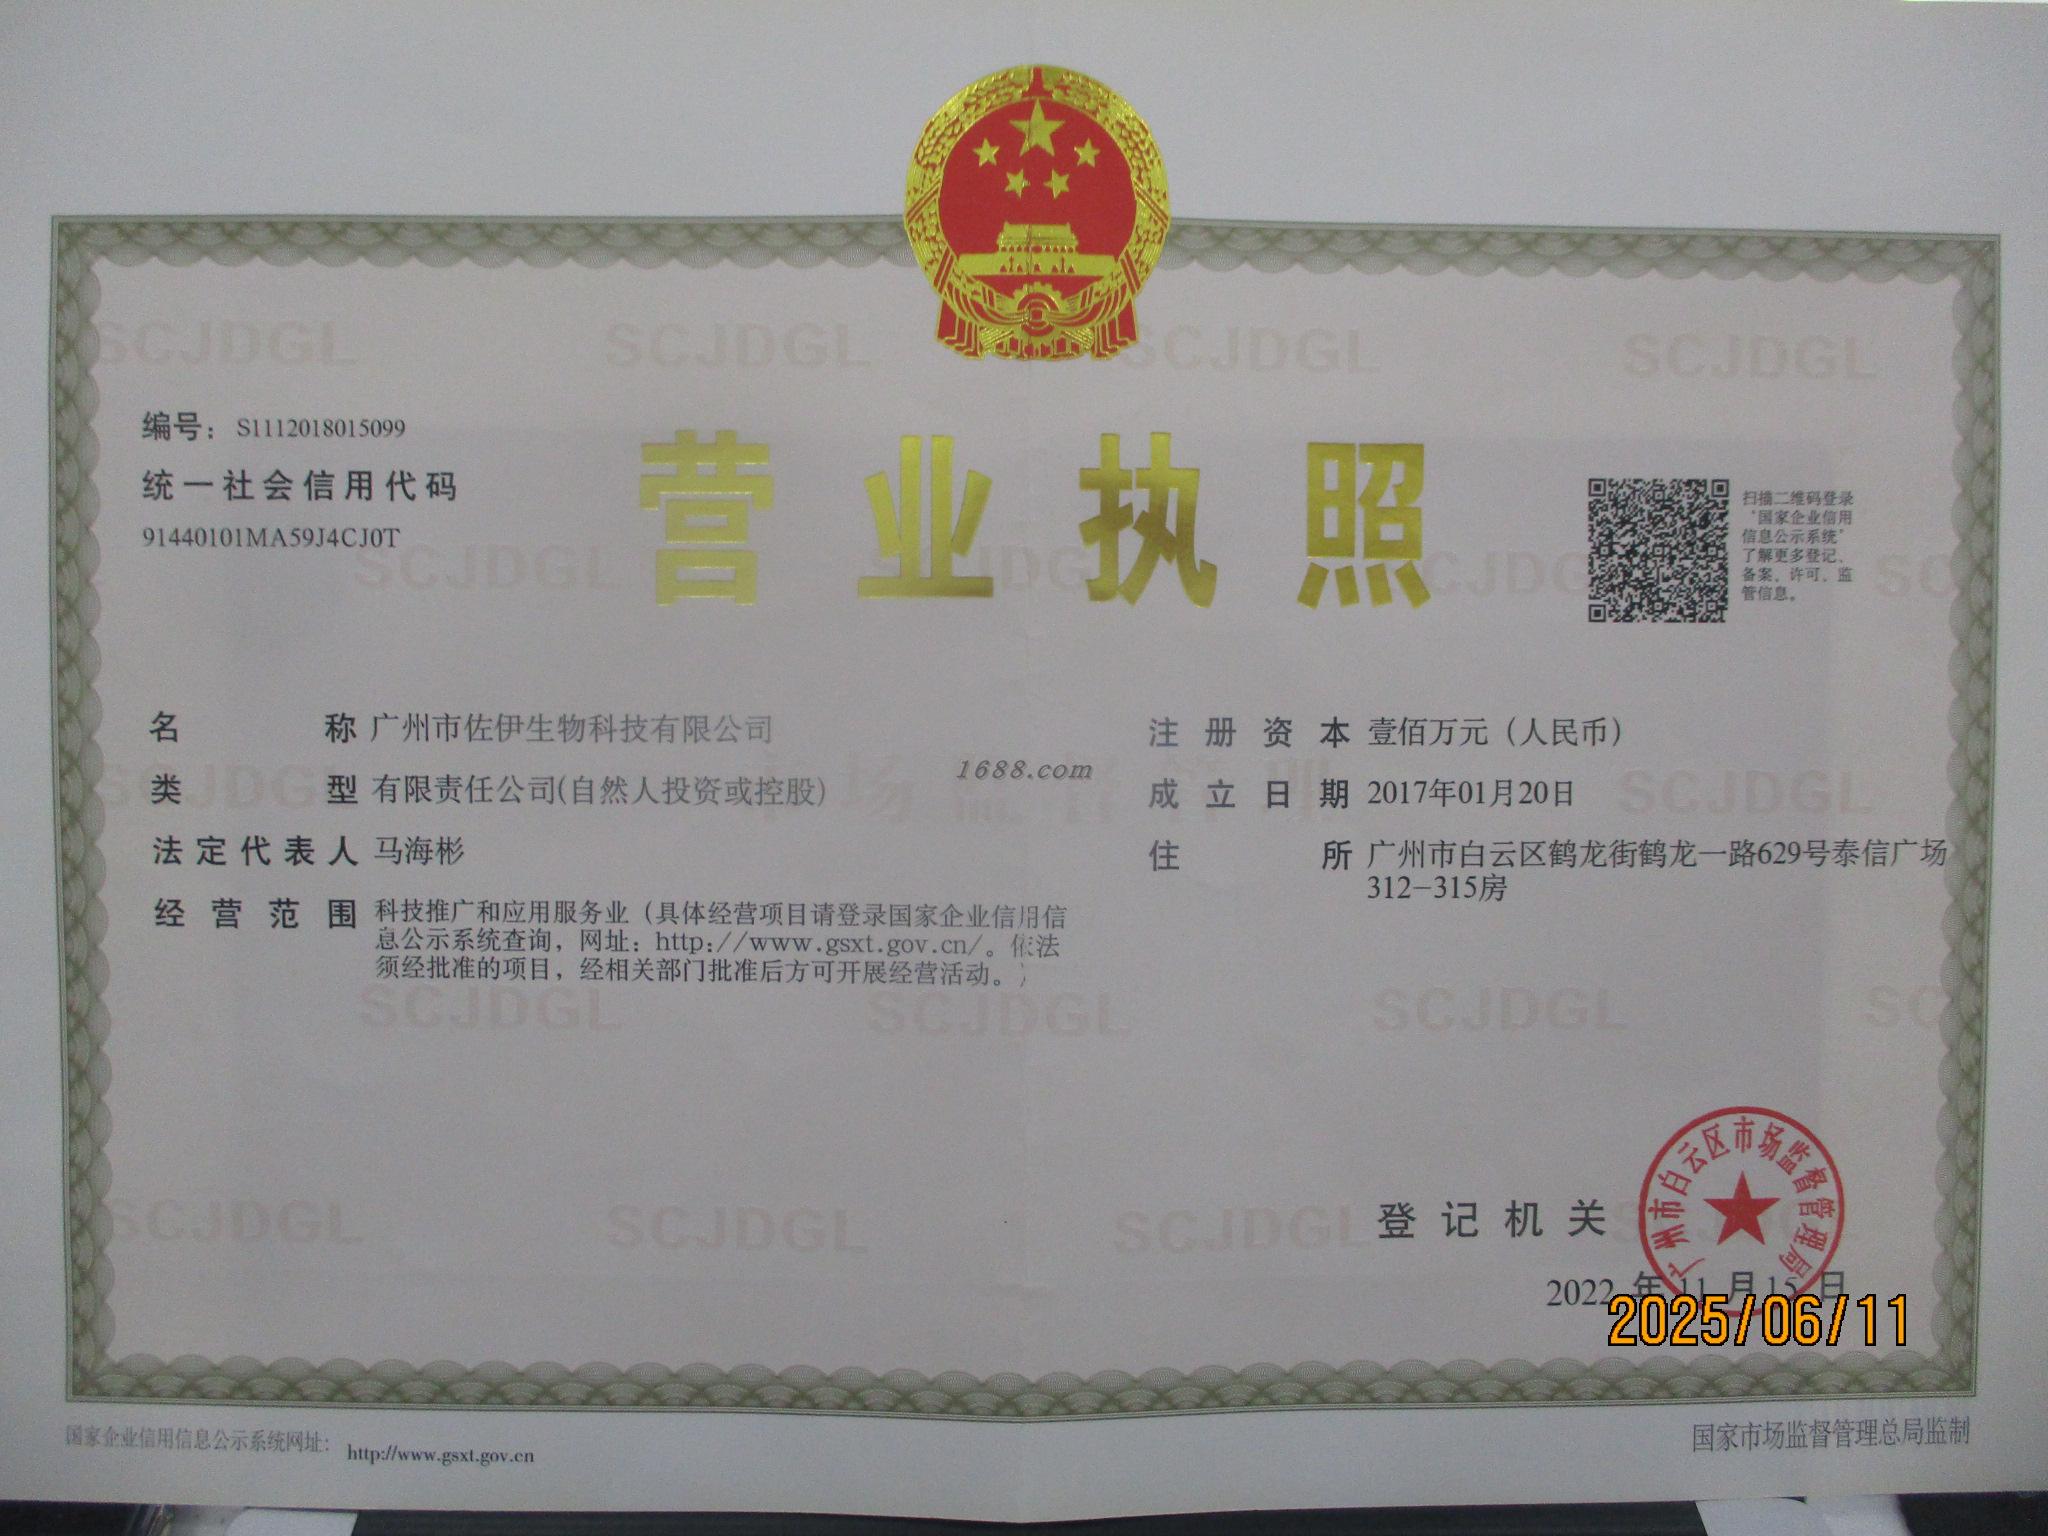 编号：S1112018015099
统一社会信用代码
91440101MA59J4CJ0T
营业执照
扫描二维码登录
“国家企业信用
信息公示系统”
了解更多登记、
备案、许可、监
管信息。
名称 广州市佐伊生物科技有限公司
类型 有限责任公司(自然人投资或控股)
法定代表人 马海彬
经营范围 科技推广和应用服务业（具体经营项目请登录国家企业信用信
息公示系统查询，网址：http://www.gsxt.gov.cn/。依法
须经批准的项目，经相关部门批准后方可开展经营活动。）
注册资本 壹佰万元（人民币）
成立日期 2017年01月20日
住所 广州市白云区鹤龙街鹤龙一路629号泰信广场
312-315房
1688.com
登记机关
广州市白云区市场监督管理局
2022 年 11 月 15 日
2025/06/11
国家企业信用信息公示系统网址： http://www.gsxt.gov.cn
国家市场监督管理总局监制
SCJDGL SCJDGL SCJDGL SCJDGL